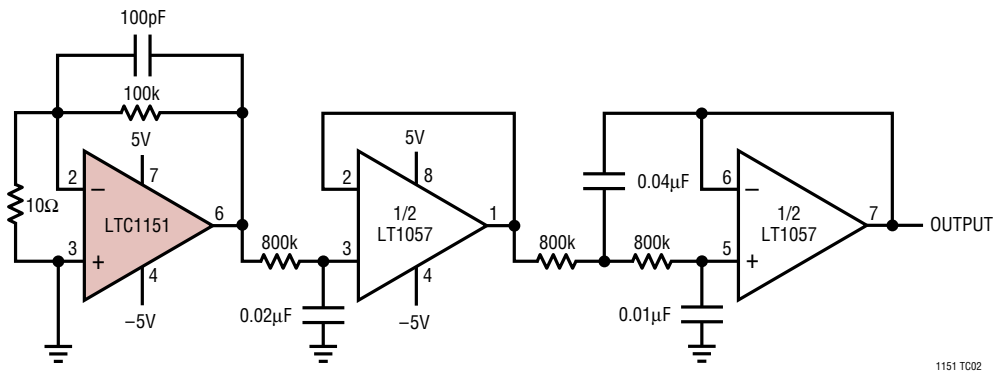 100pF
100k
5V
2
7
–
10Ω
LTC1151
6
3
+
4
–5V
800k
0.02µF
5V
2
8
1/2
LT1057
1
3
4
–5V
800k
0.04µF
800k
0.01µF
6
–
1/2
LT1057
7
5
+
OUTPUT
1151 TC02